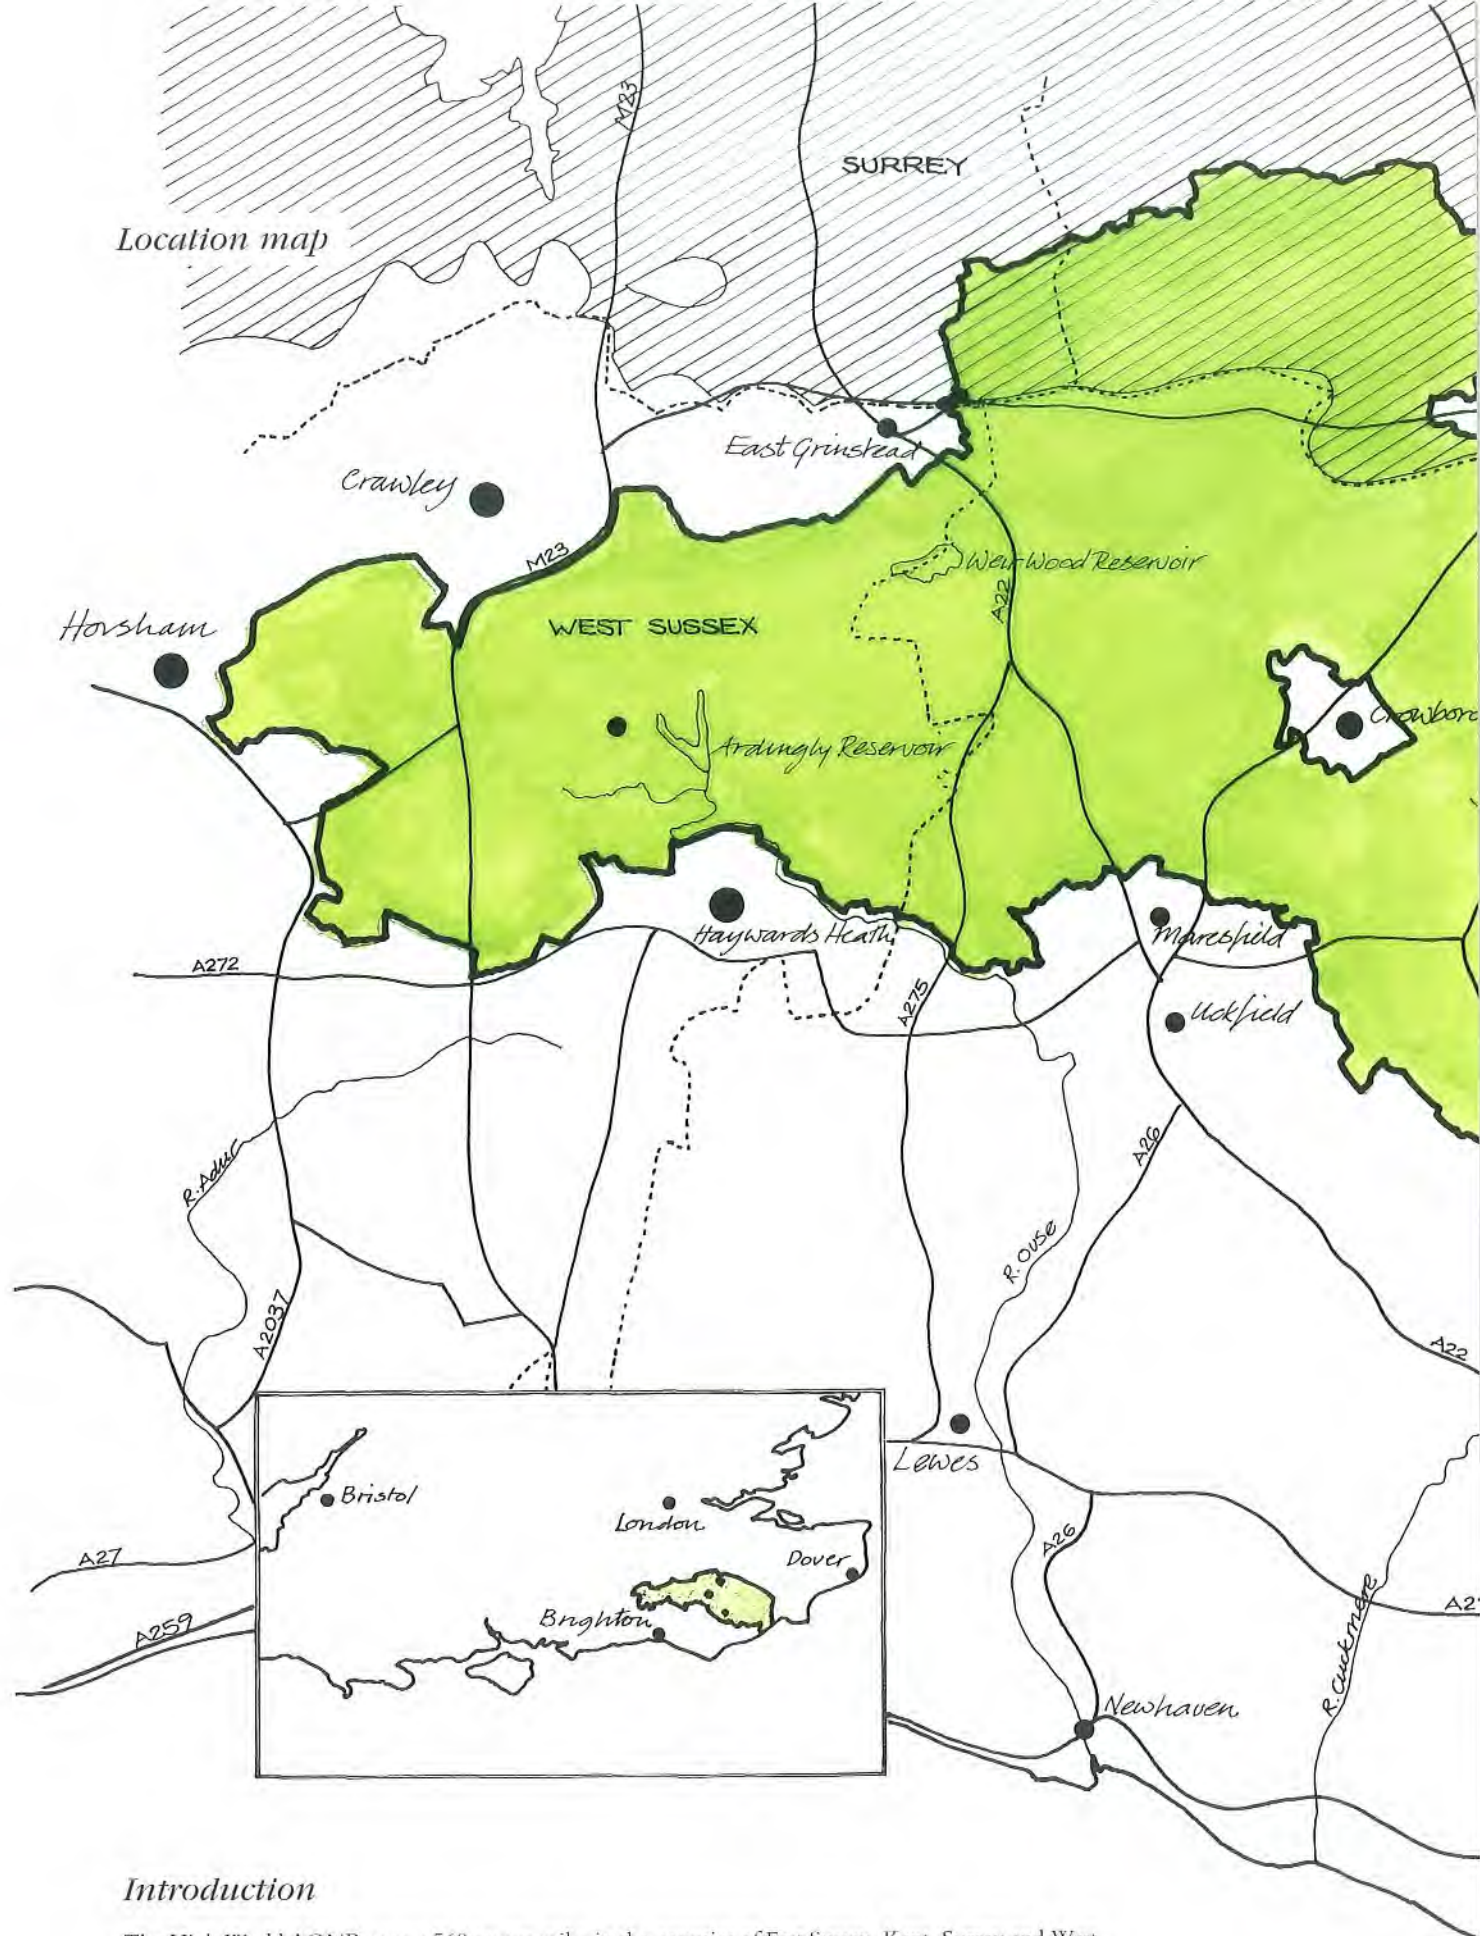 M23
SURREY
Location map
East Grinstead
Crawley
M23
Weir Wood Reservoir
A22
Horsham
WEST SUSSEX
Crowboro
Ardingly Reservoir
Haywards Heath
Maresfield
A272
A275
Uckfield
R. Adur
A26
R. OUSE
A2037
A22
Lewes
Bristol
London
A26
Dover
A27
A2
Brighton
A259
R. Cuckmere
Newhaven
Introduction